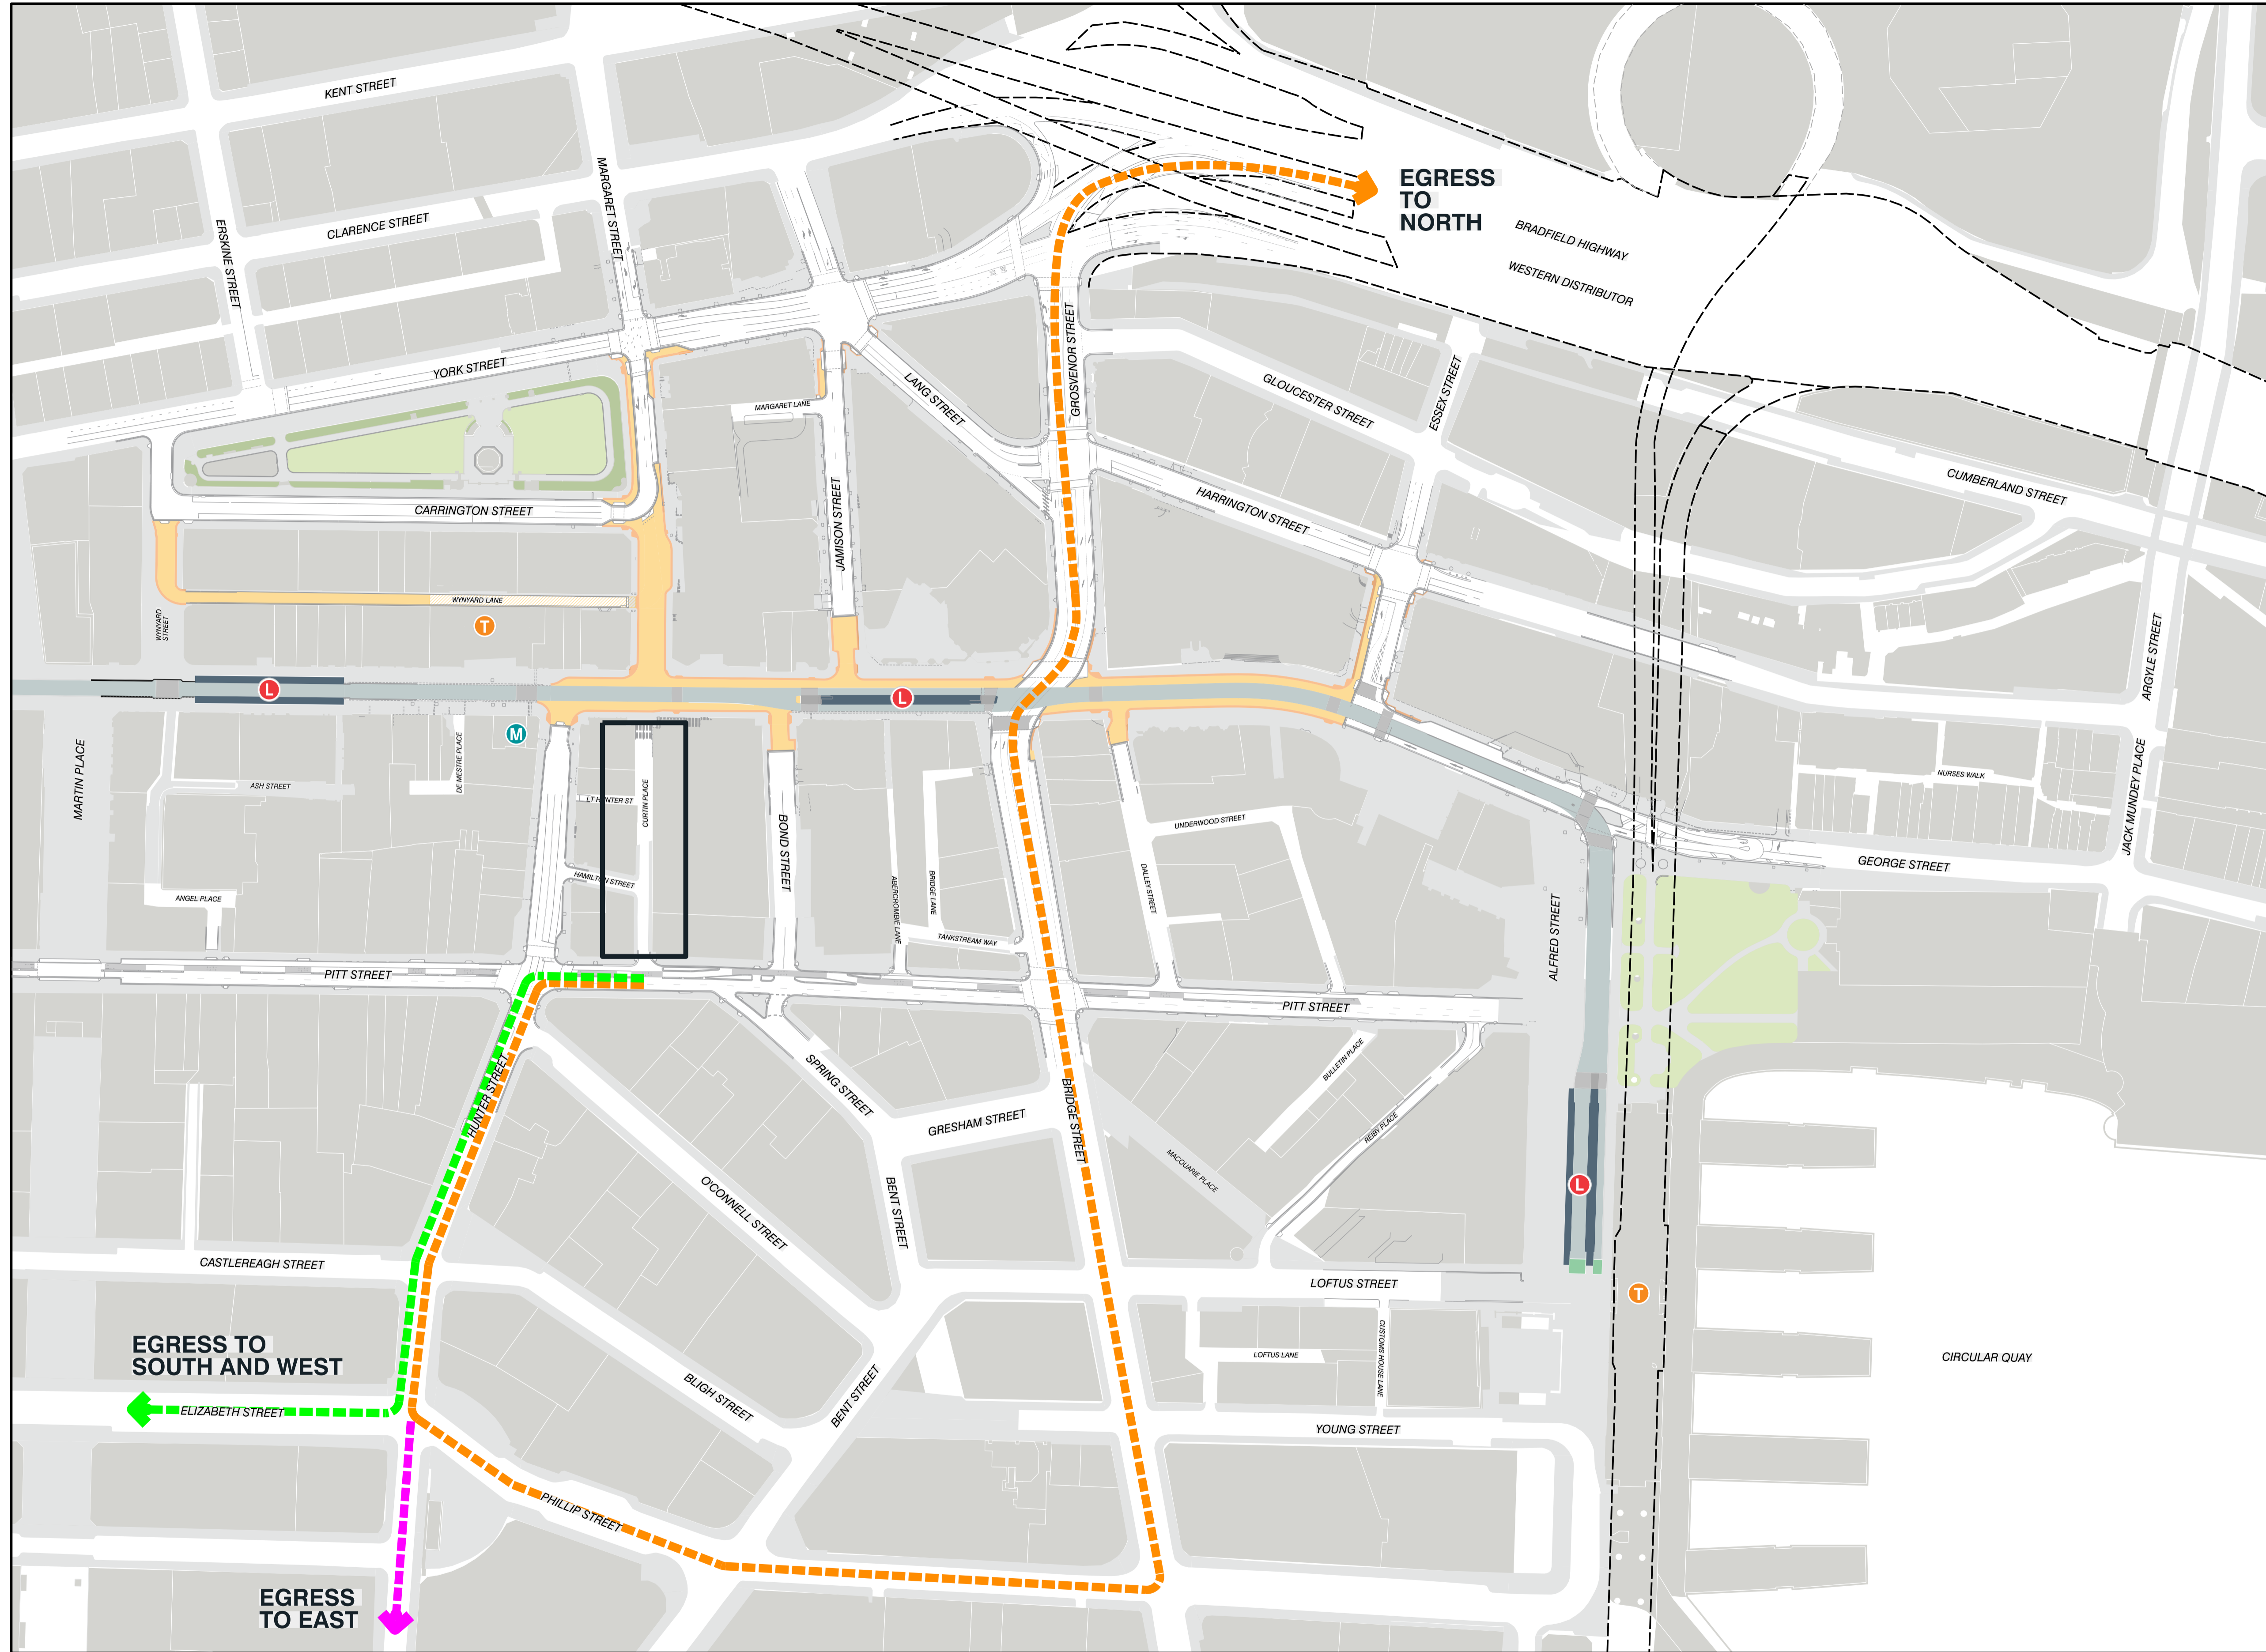 KENT STREET
MARGARET STREET
EGRESS
TO
NORTH
CLARENCE STREET
ERSKINE STREET
BRADFIELD HIGHWAY
WESTERN DISTRIBUTOR
YORK STREET
GROSVENOR STREET
LANG STREET
MARGARET LANE
GLOUCESTER STREET
ESSEX STREET
CUMBERLAND STREET
CARRINGTON STREET
JAMISON STREET
HARRINGTON STREET
WYNYARD LANE
WYNYARD
STREET
T
ARGYLE STREET
L
L
M
MARTIN PLACE
DE MESTRE PLACE
ASH STREET
LT HUNTER ST
CURTIN PLACE
BOND STREET
HAMILTON STREET
ABERCROMBIE LANE
BRIDGE LANE
TANKSTREAM WAY
UNDERWOOD STREET
DALLEY STREET
NURSES WALK
JACK MUNDEY PLACE
GEORGE STREET
ANGEL PLACE
ALFRED STREET
PITT STREET
PITT STREET
HUNTER STREET
SPRING STREET
GRESHAM STREET
BRIDGE STREET
BULLETIN PLACE
REIBY PLACE
MACQUARIE PLACE
O'CONNELL STREET
BENT STREET
L
CASTLEREAGH STREET
LOFTUS STREET
T
EGRESS TO
SOUTH AND WEST
LOFTUS LANE
CUSTOMS HOUSE LANE
CIRCULAR QUAY
ELIZABETH STREET
BLIGH STREET
BENT STREET
YOUNG STREET
PHILLIP STREET
EGRESS
TO EAST